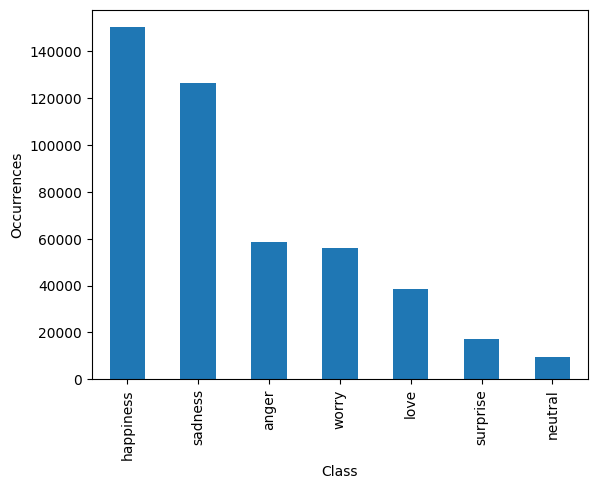 140000
120000
100000
80000
60000
40000
20000
0
Occurrences
happiness
sadness
anger
worry
love
surprise
neutral
Class